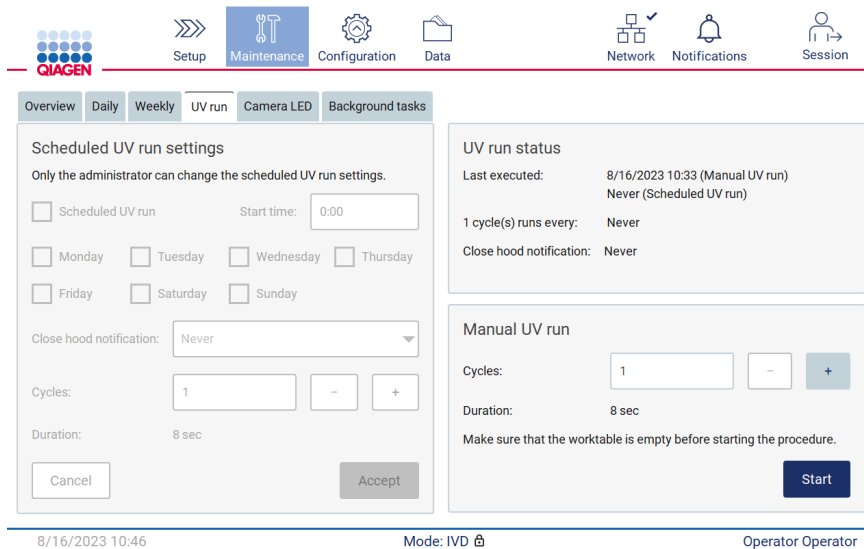 QIAGEN
Setup
Maintenance
Configuration
Data
Network
Notifications
Session
Overview
Daily
Weekly
UV run
Camera LED
Background tasks
Scheduled UV run settings
Only the administrator can change the scheduled UV run settings.
Scheduled UV run Start time: 0:00
Monday Tuesday Wednesday Thursday
Friday Saturday Sunday
Close hood notification: Never
Cycles: 1 − +
Duration: 8 sec
Cancel Accept
UV run status
Last executed: 8/16/2023 10:33 (Manual UV run)
Never (Scheduled UV run)
1 cycle(s) runs every: Never
Close hood notification: Never
Manual UV run
Cycles: 1 − +
Duration: 8 sec
Make sure that the worktable is empty before starting the procedure.
Start
8/16/2023 10:46 Mode: IVD Operator Operator